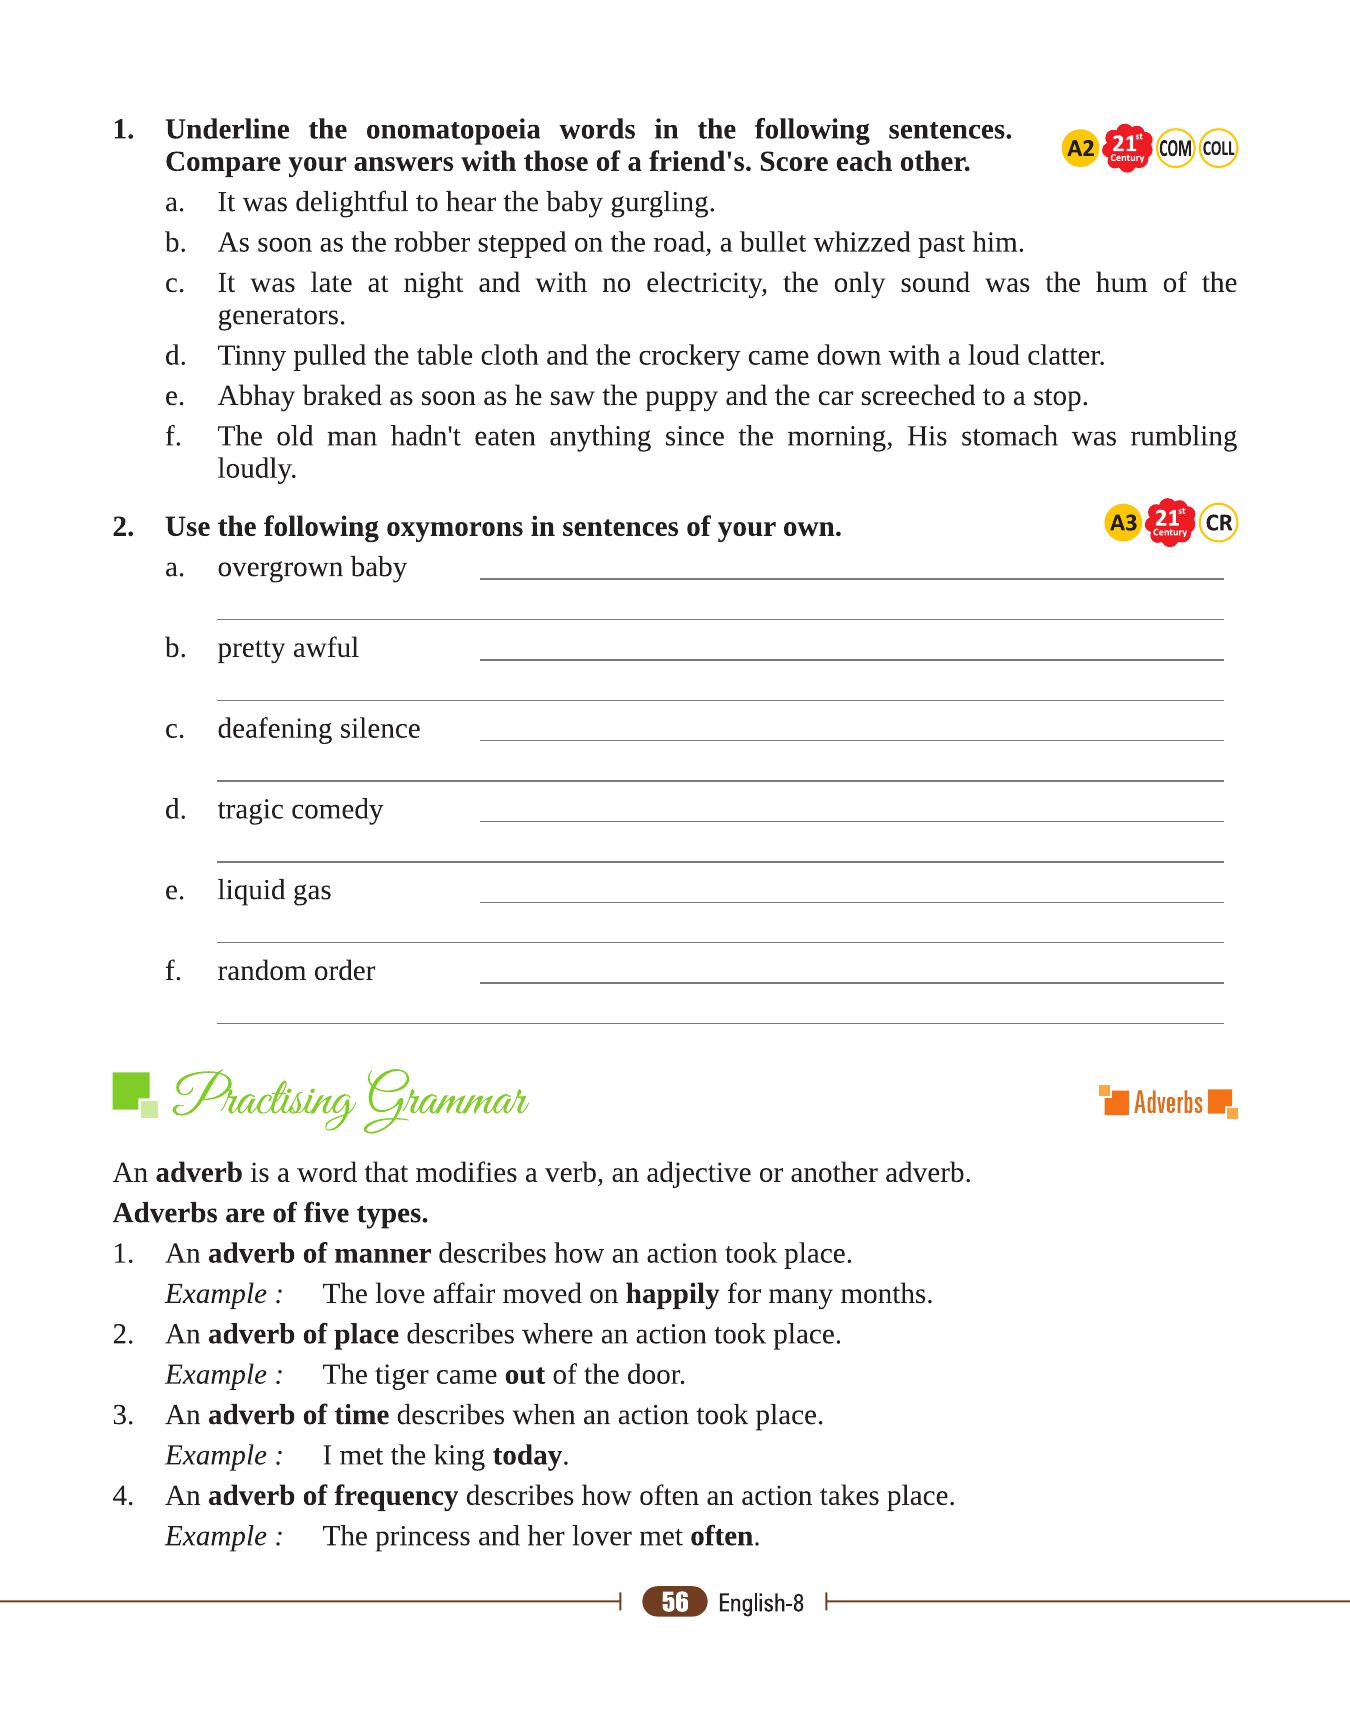 1. Underline the onomatopoeia words in the following sentences.
Compare your answers with those of a friend's. Score each other.
A2 21st Century COM COLL
a. It was delightful to hear the baby gurgling.
b. As soon as the robber stepped on the road, a bullet whizzed past him.
c. It was late at night and with no electricity, the only sound was the hum of the
generators.
d. Tinny pulled the table cloth and the crockery came down with a loud clatter.
e. Abhay braked as soon as he saw the puppy and the car screeched to a stop.
f. The old man hadn't eaten anything since the morning, His stomach was rumbling
loudly.
2. Use the following oxymorons in sentences of your own.
A3 21st Century CR
a. overgrown baby
b. pretty awful
c. deafening silence
d. tragic comedy
e. liquid gas
f. random order
Practising Grammar
Adverbs
An adverb is a word that modifies a verb, an adjective or another adverb.
Adverbs are of five types.
1. An adverb of manner describes how an action took place.
Example : The love affair moved on happily for many months.
2. An adverb of place describes where an action took place.
Example : The tiger came out of the door.
3. An adverb of time describes when an action took place.
Example : I met the king today.
4. An adverb of frequency describes how often an action takes place.
Example : The princess and her lover met often.
56 English-8